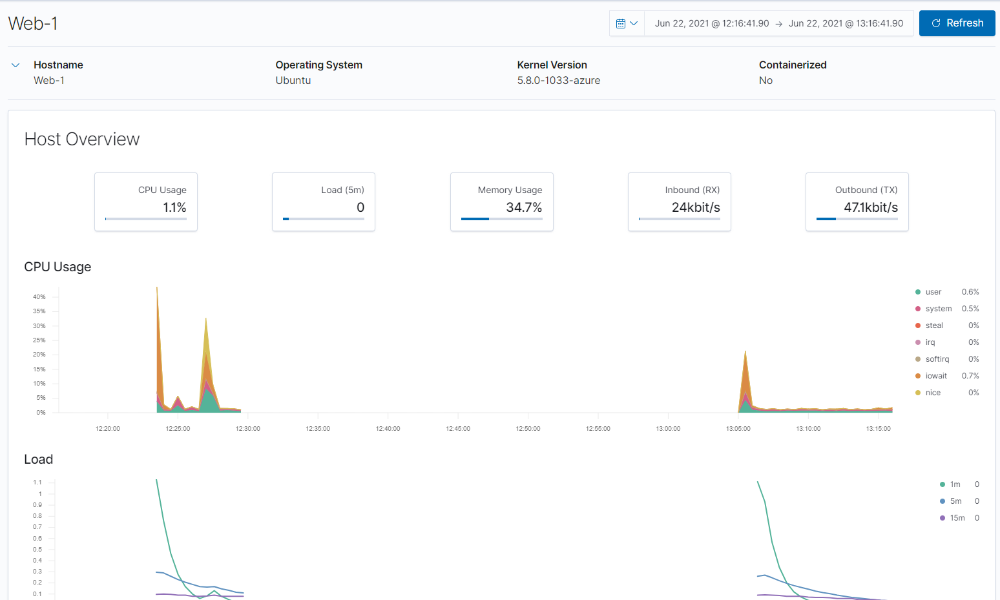 Web-1
Jun 22, 2021 @ 12:16:41.90 → Jun 22, 2021 @ 13:16:41.90
Refresh
Hostname Operating System Kernel Version Containerized
Web-1 Ubuntu 5.8.0-1033-azure No
Host Overview
CPU Usage Load (5m) Memory Usage Inbound (RX) Outbound (TX)
1.1% 0 34.7% 24kbit/s 47.1kbit/s
CPU Usage
40%
35%
30%
25%
20%
15%
10%
5%
0%
12:20:00 12:25:00 12:30:00 12:35:00 12:40:00 12:45:00 12:50:00 12:55:00 13:00:00 13:05:00 13:10:00 13:15:00
user 0.6%
system 0.5%
steal 0%
irq 0%
softirq 0%
iowait 0.7%
nice 0%
Load
1.1
1
0.9
0.8
0.7
0.6
0.5
0.4
0.3
0.2
0.1
1m 0
5m 0
15m 0